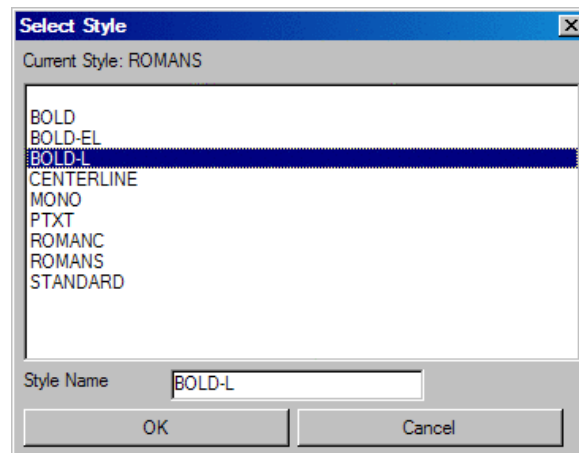 Select Style
Current Style: ROMANS
BOLD
BOLD-EL
BOLD-L
CENTERLINE
MONO
PTXT
ROMANC
ROMANS
STANDARD
Style Name BOLD-L
OK Cancel